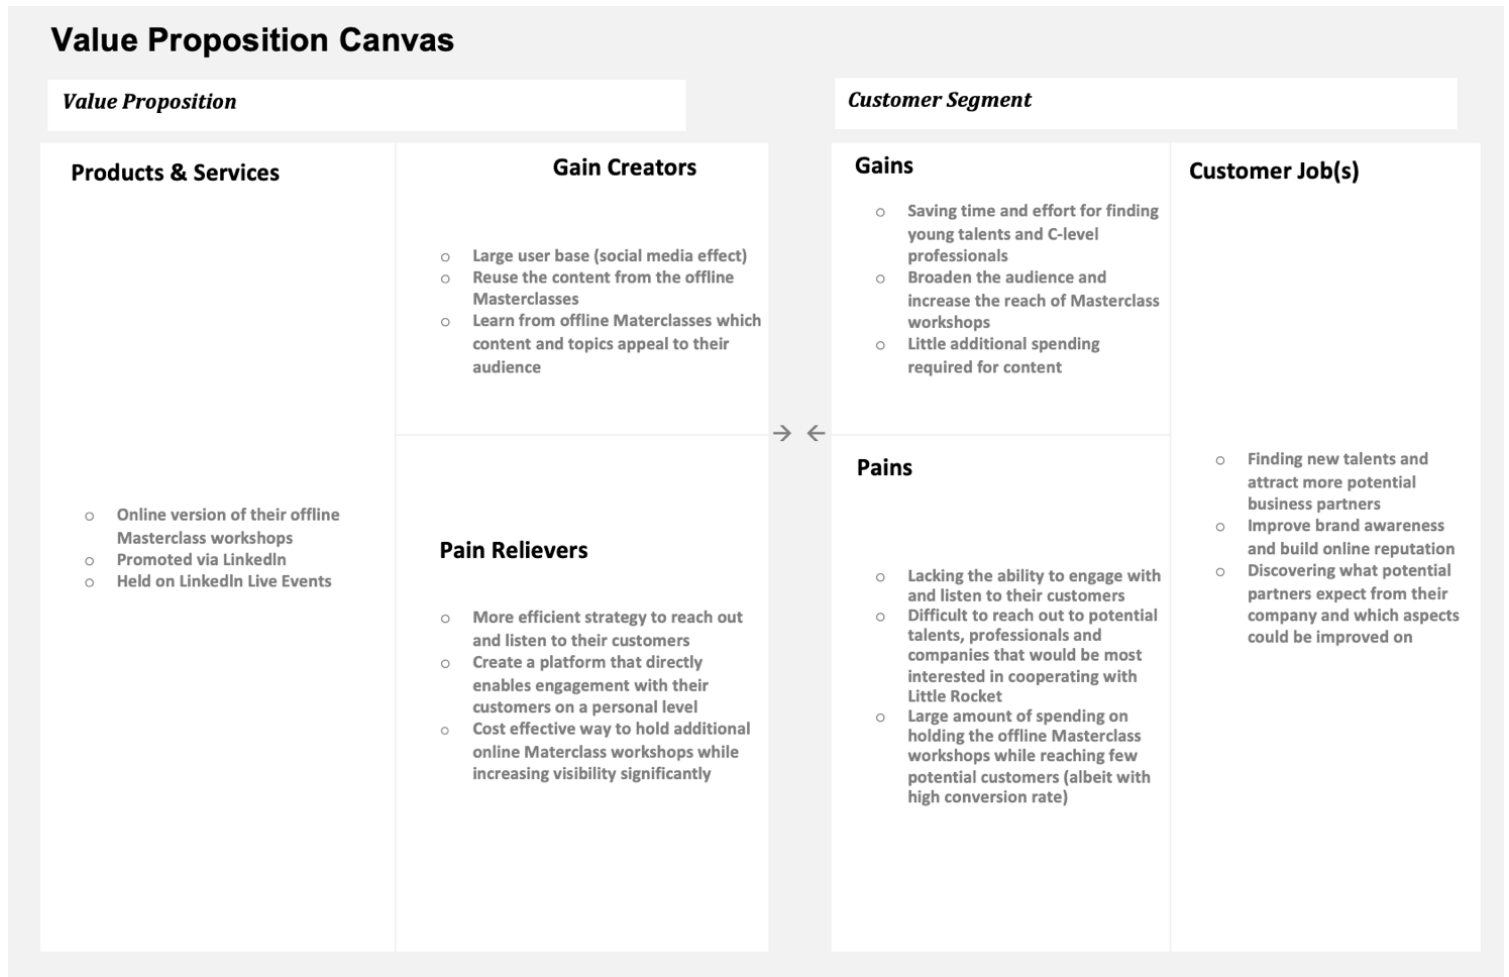 Value Proposition Canvas
Value Proposition
Customer Segment
Products & Services
○ Online version of their offline
Masterclass workshops
○ Promoted via LinkedIn
○ Held on LinkedIn Live Events
Gain Creators
○ Large user base (social media effect)
○ Reuse the content from the offline
Masterclasses
○ Learn from offline Materclasses which
content and topics appeal to their
audience
Pain Relievers
○ More efficient strategy to reach out
and listen to their customers
○ Create a platform that directly
enables engagement with their
customers on a personal level
○ Cost effective way to hold additional
online Materclass workshops while
increasing visibility significantly
→ ←
Gains
○ Saving time and effort for finding
young talents and C-level
professionals
○ Broaden the audience and
increase the reach of Masterclass
workshops
○ Little additional spending
required for content
Pains
○ Lacking the ability to engage with
and listen to their customers
○ Difficult to reach out to potential
talents, professionals and
companies that would be most
interested in cooperating with
Little Rocket
○ Large amount of spending on
holding the offline Masterclass
workshops while reaching few
potential customers (albeit with
high conversion rate)
Customer Job(s)
○ Finding new talents and
attract more potential
business partners
○ Improve brand awareness
and build online reputation
○ Discovering what potential
partners expect from their
company and which aspects
could be improved on